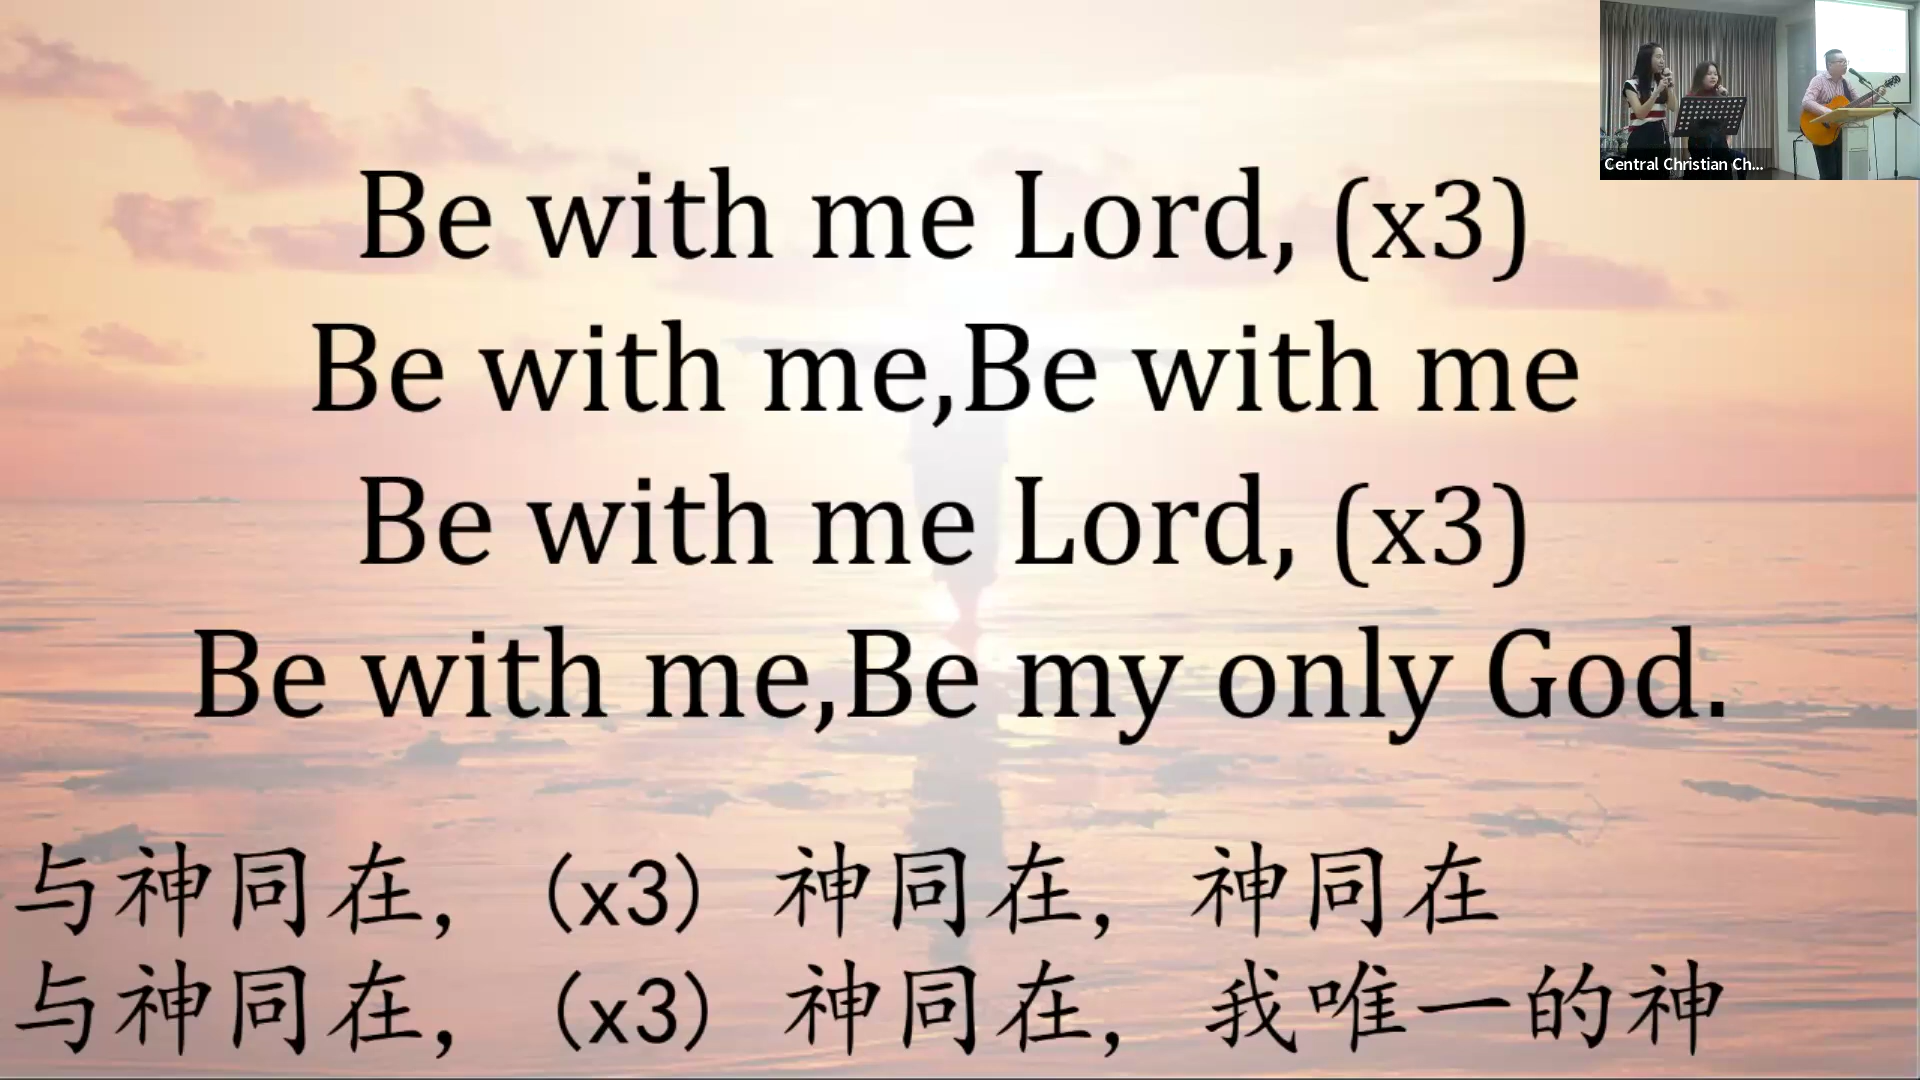 Be with me Lord, (x3)
Be with me,Be with me
Be with me Lord, (x3)
Be with me,Be my only God.
与神同在，（x3）神同在，神同在
与神同在，（x3）神同在，我唯一的神
Central Christian Ch...